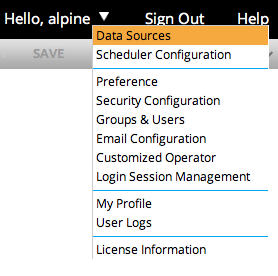 Hello, alpine ▼ Sign Out Help
SAVE
Data Sources
Scheduler Configuration
Preference
Security Configuration
Groups & Users
Email Configuration
Customized Operator
Login Session Management
My Profile
User Logs
License Information